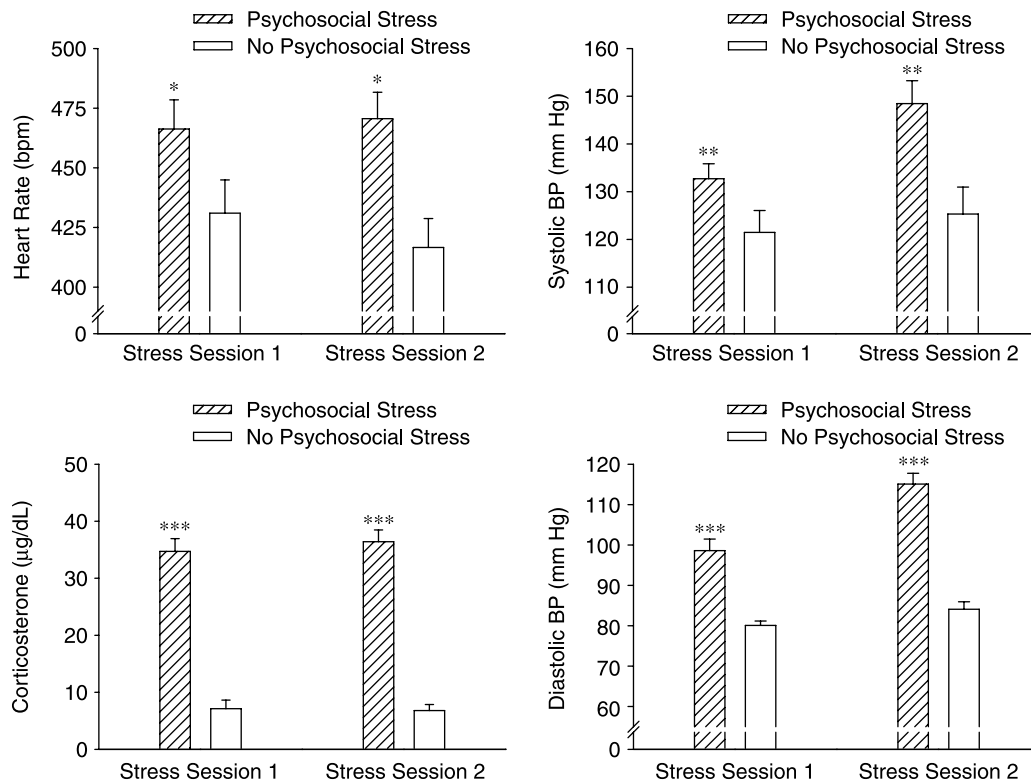 Psychosocial Stress
No Psychosocial Stress
Heart Rate (bpm)
500
475
450
425
400
0
*
*
Stress Session 1
Stress Session 2
Psychosocial Stress
No Psychosocial Stress
Systolic BP (mm Hg)
160
150
140
130
120
110
0
**
**
Stress Session 1
Stress Session 2
Psychosocial Stress
No Psychosocial Stress
Corticosterone (μg/dL)
50
40
30
20
10
0
***
***
Stress Session 1
Stress Session 2
Psychosocial Stress
No Psychosocial Stress
Diastolic BP (mm Hg)
120
110
100
90
80
70
60
0
***
***
Stress Session 1
Stress Session 2